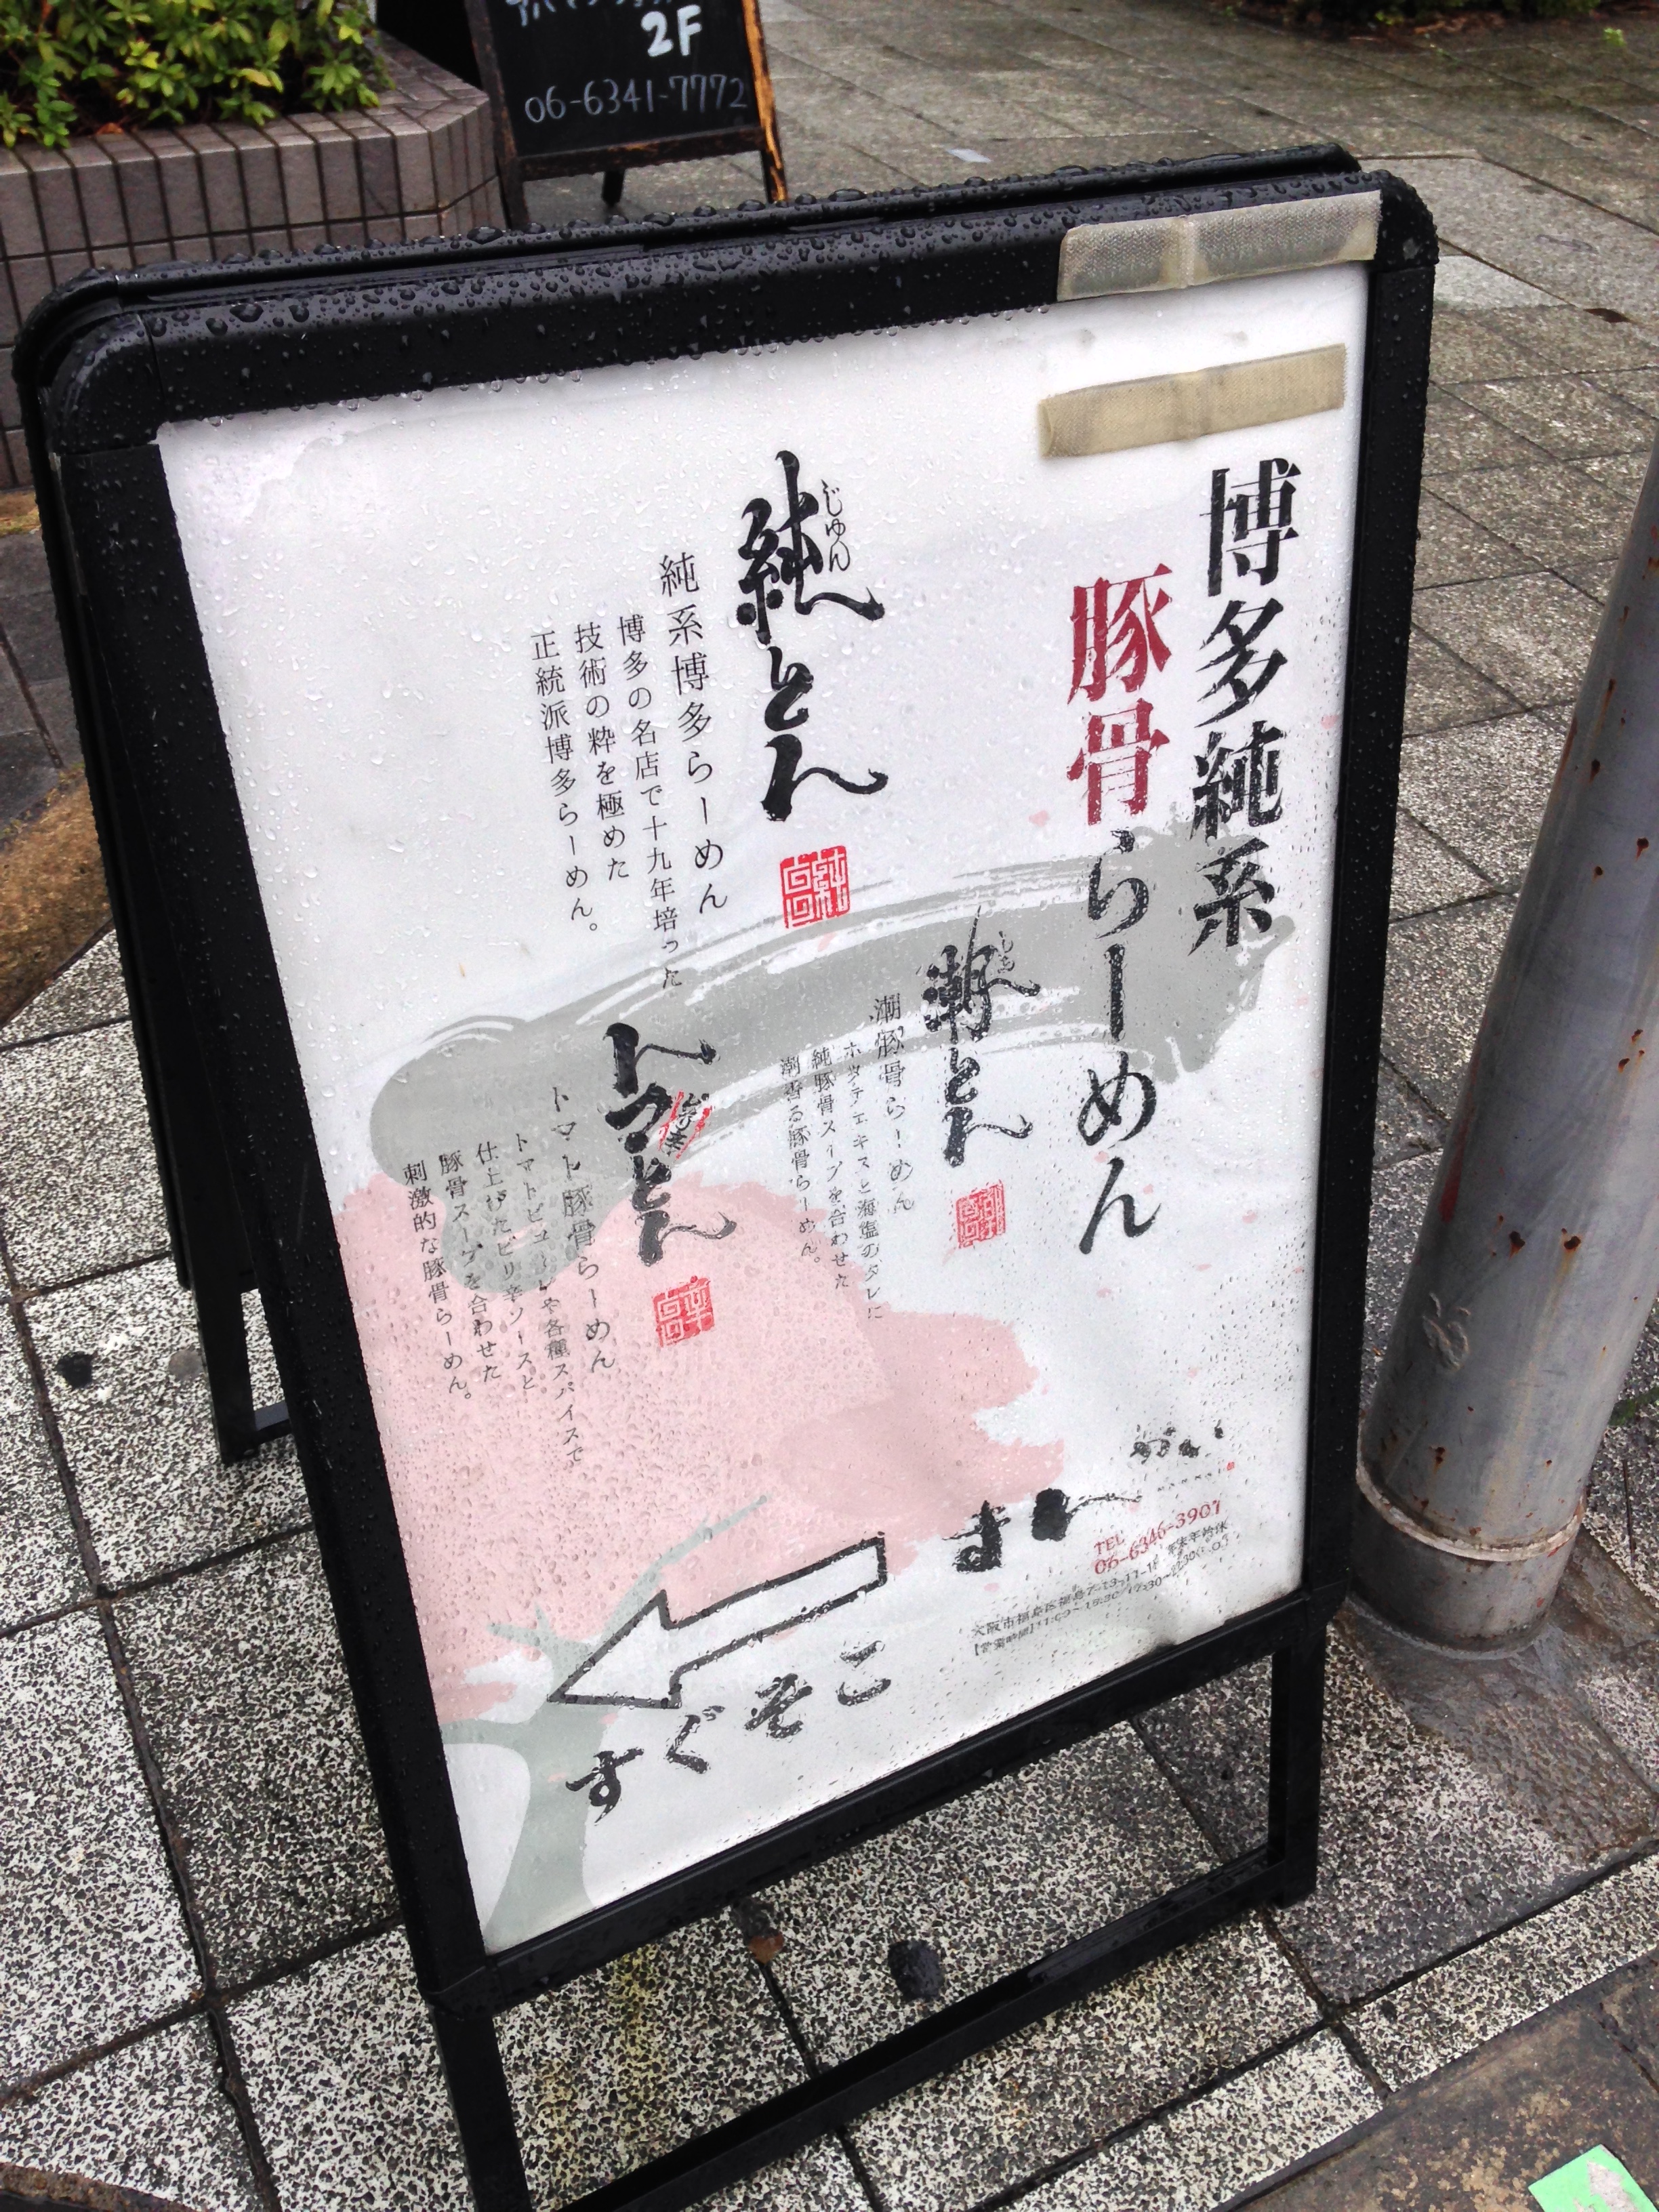 2F
06-6341-7772
博多純系
豚骨らーめん
純とん
じゅん
純系博多らーめん
博多の名店で十九年培った
技術の粋を極めた
正統派博多らーめん。
潮とん
潮豚骨らーめん
ホタテエキスと海塩のタレに
純豚骨スープを合わせた
潮香る豚骨らーめん。
トマとん
ピリ辛
トマト豚骨らーめん
トマトピューレや各種スパイスで
仕上げたピリ辛ソースと
豚骨スープを合わせた
刺激的な豚骨らーめん。
TEL
06-6346-3907
すぐそこ